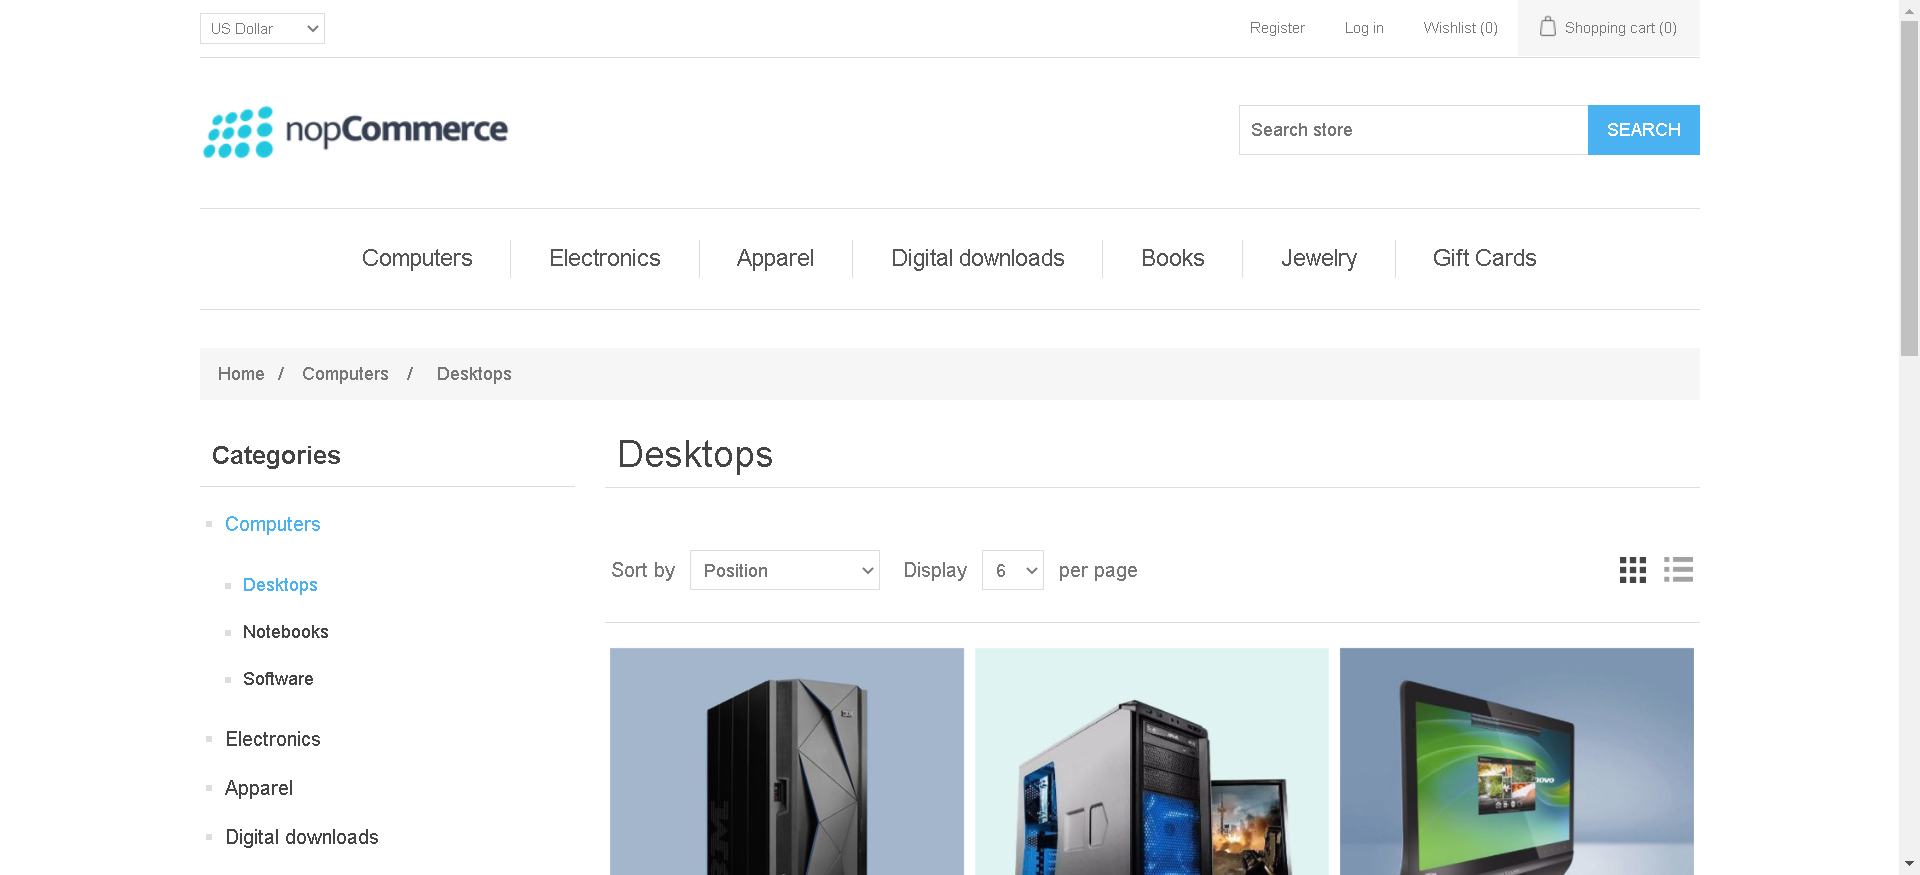 US Dollar
Register
Log in
Wishlist (0)
Shopping cart (0)
nopCommerce
Search store
SEARCH
Computers
Electronics
Apparel
Digital downloads
Books
Jewelry
Gift Cards
Home / Computers / Desktops
Categories
Computers
Desktops
Notebooks
Software
Electronics
Apparel
Digital downloads
Desktops
Sort by Position Display 6 per page